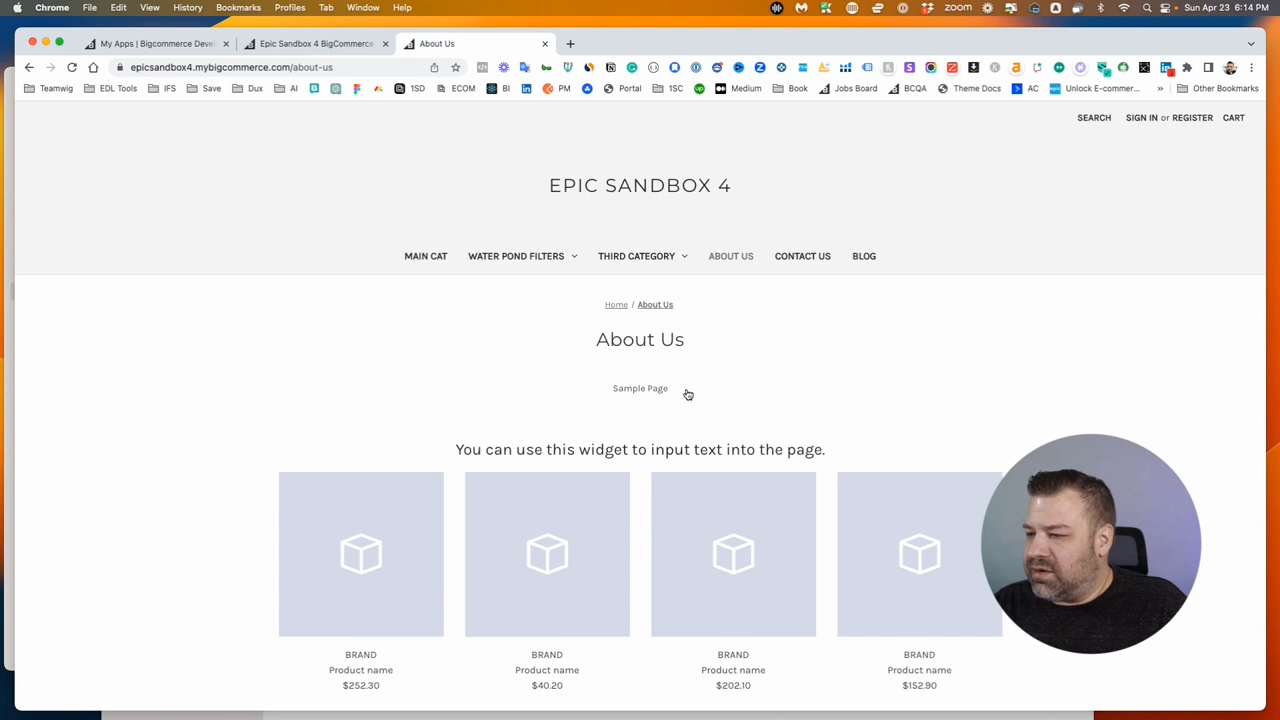 Chrome File Edit View History Bookmarks Profiles Tab Window Help ZOOM Sun Apr 23 6:14 PM
My Apps | Bigcommerce Devel Epic Sandbox 4 BigCommerce About Us
epicsandbox4.mybigcommerce.com/about-us
Teamwig EDL Tools IFS Save Dux AI 1SD ECOM BI PM Portal 1SC Medium Book Jobs Board BCQA Theme Docs AC Unlock E-commer... Other Bookmarks
SEARCH SIGN IN or REGISTER CART
EPIC SANDBOX 4
MAIN CAT WATER POND FILTERS THIRD CATEGORY ABOUT US CONTACT US BLOG
Home / About Us
About Us
Sample Page
You can use this widget to input text into the page.
BRAND BRAND BRAND BRAND
Product name Product name Product name Product name
$252.30 $40.20 $202.10 $152.90